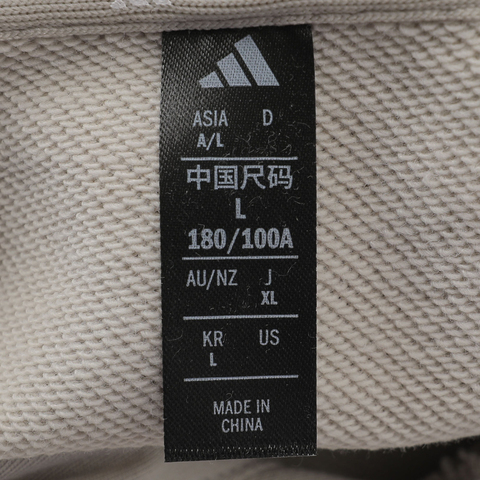 ASIA D
A/L
中国尺码
L
180/100A
AU/NZ J
XL
KR US
L
MADE IN
CHINA